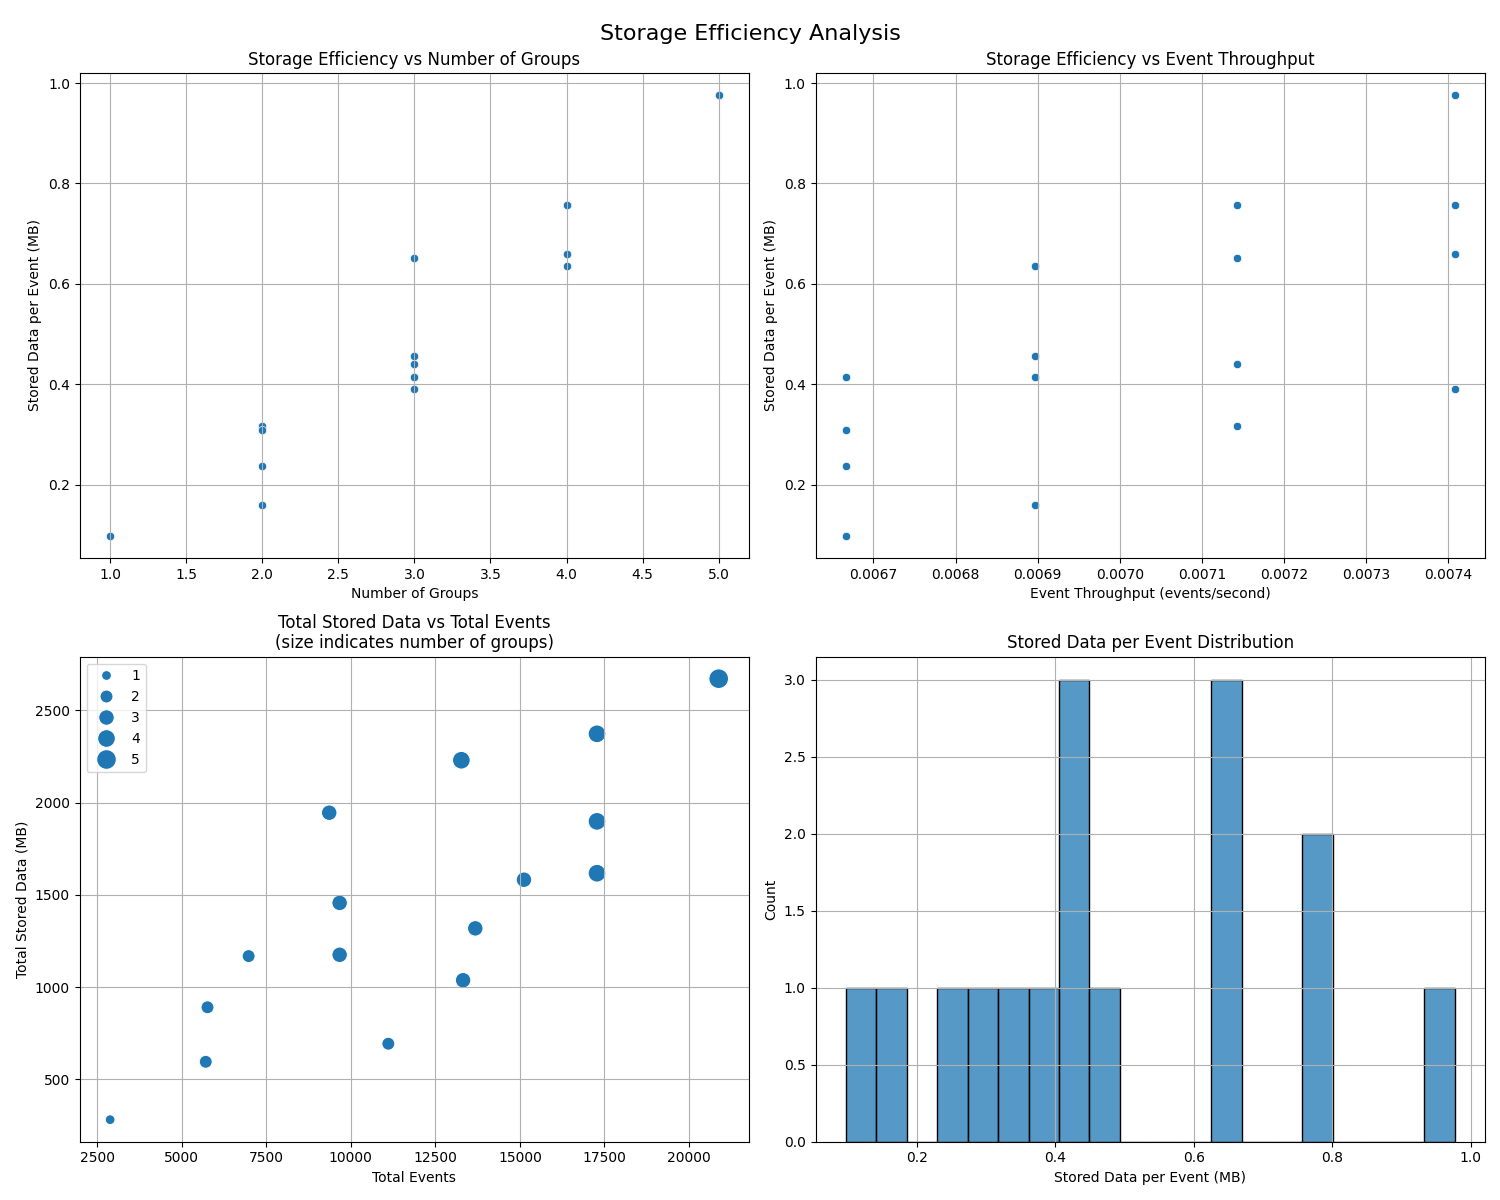 Storage Efficiency Analysis
Storage Efficiency vs Number of Groups
1.0
0.8
0.6
0.4
0.2
Stored Data per Event (MB)
1.0 1.5 2.0 2.5 3.0 3.5 4.0 4.5 5.0
Number of Groups
Storage Efficiency vs Event Throughput
1.0
0.8
0.6
0.4
0.2
Stored Data per Event (MB)
0.0067 0.0068 0.0069 0.0070 0.0071 0.0072 0.0073 0.0074
Event Throughput (events/second)
Total Stored Data vs Total Events
(size indicates number of groups)
1
2
3
4
5
2500
2000
1500
1000
500
Total Stored Data (MB)
2500 5000 7500 10000 12500 15000 17500 20000
Total Events
Stored Data per Event Distribution
3.0
2.5
2.0
1.5
1.0
0.5
0.0
Count
0.2 0.4 0.6 0.8 1.0
Stored Data per Event (MB)